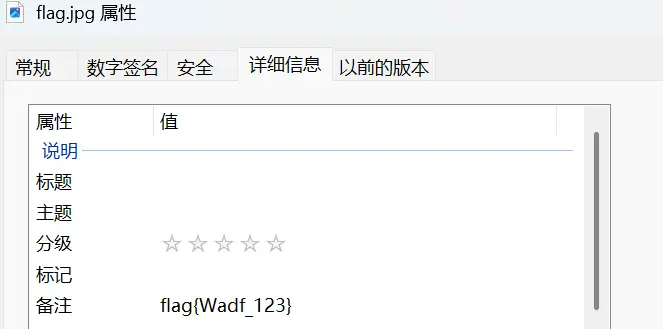 flag.jpg 属性
常规 数字签名 安全 详细信息 以前的版本
属性 值
说明
标题
主题
分级 ☆☆☆☆☆
标记
备注 flag{Wadf_123}